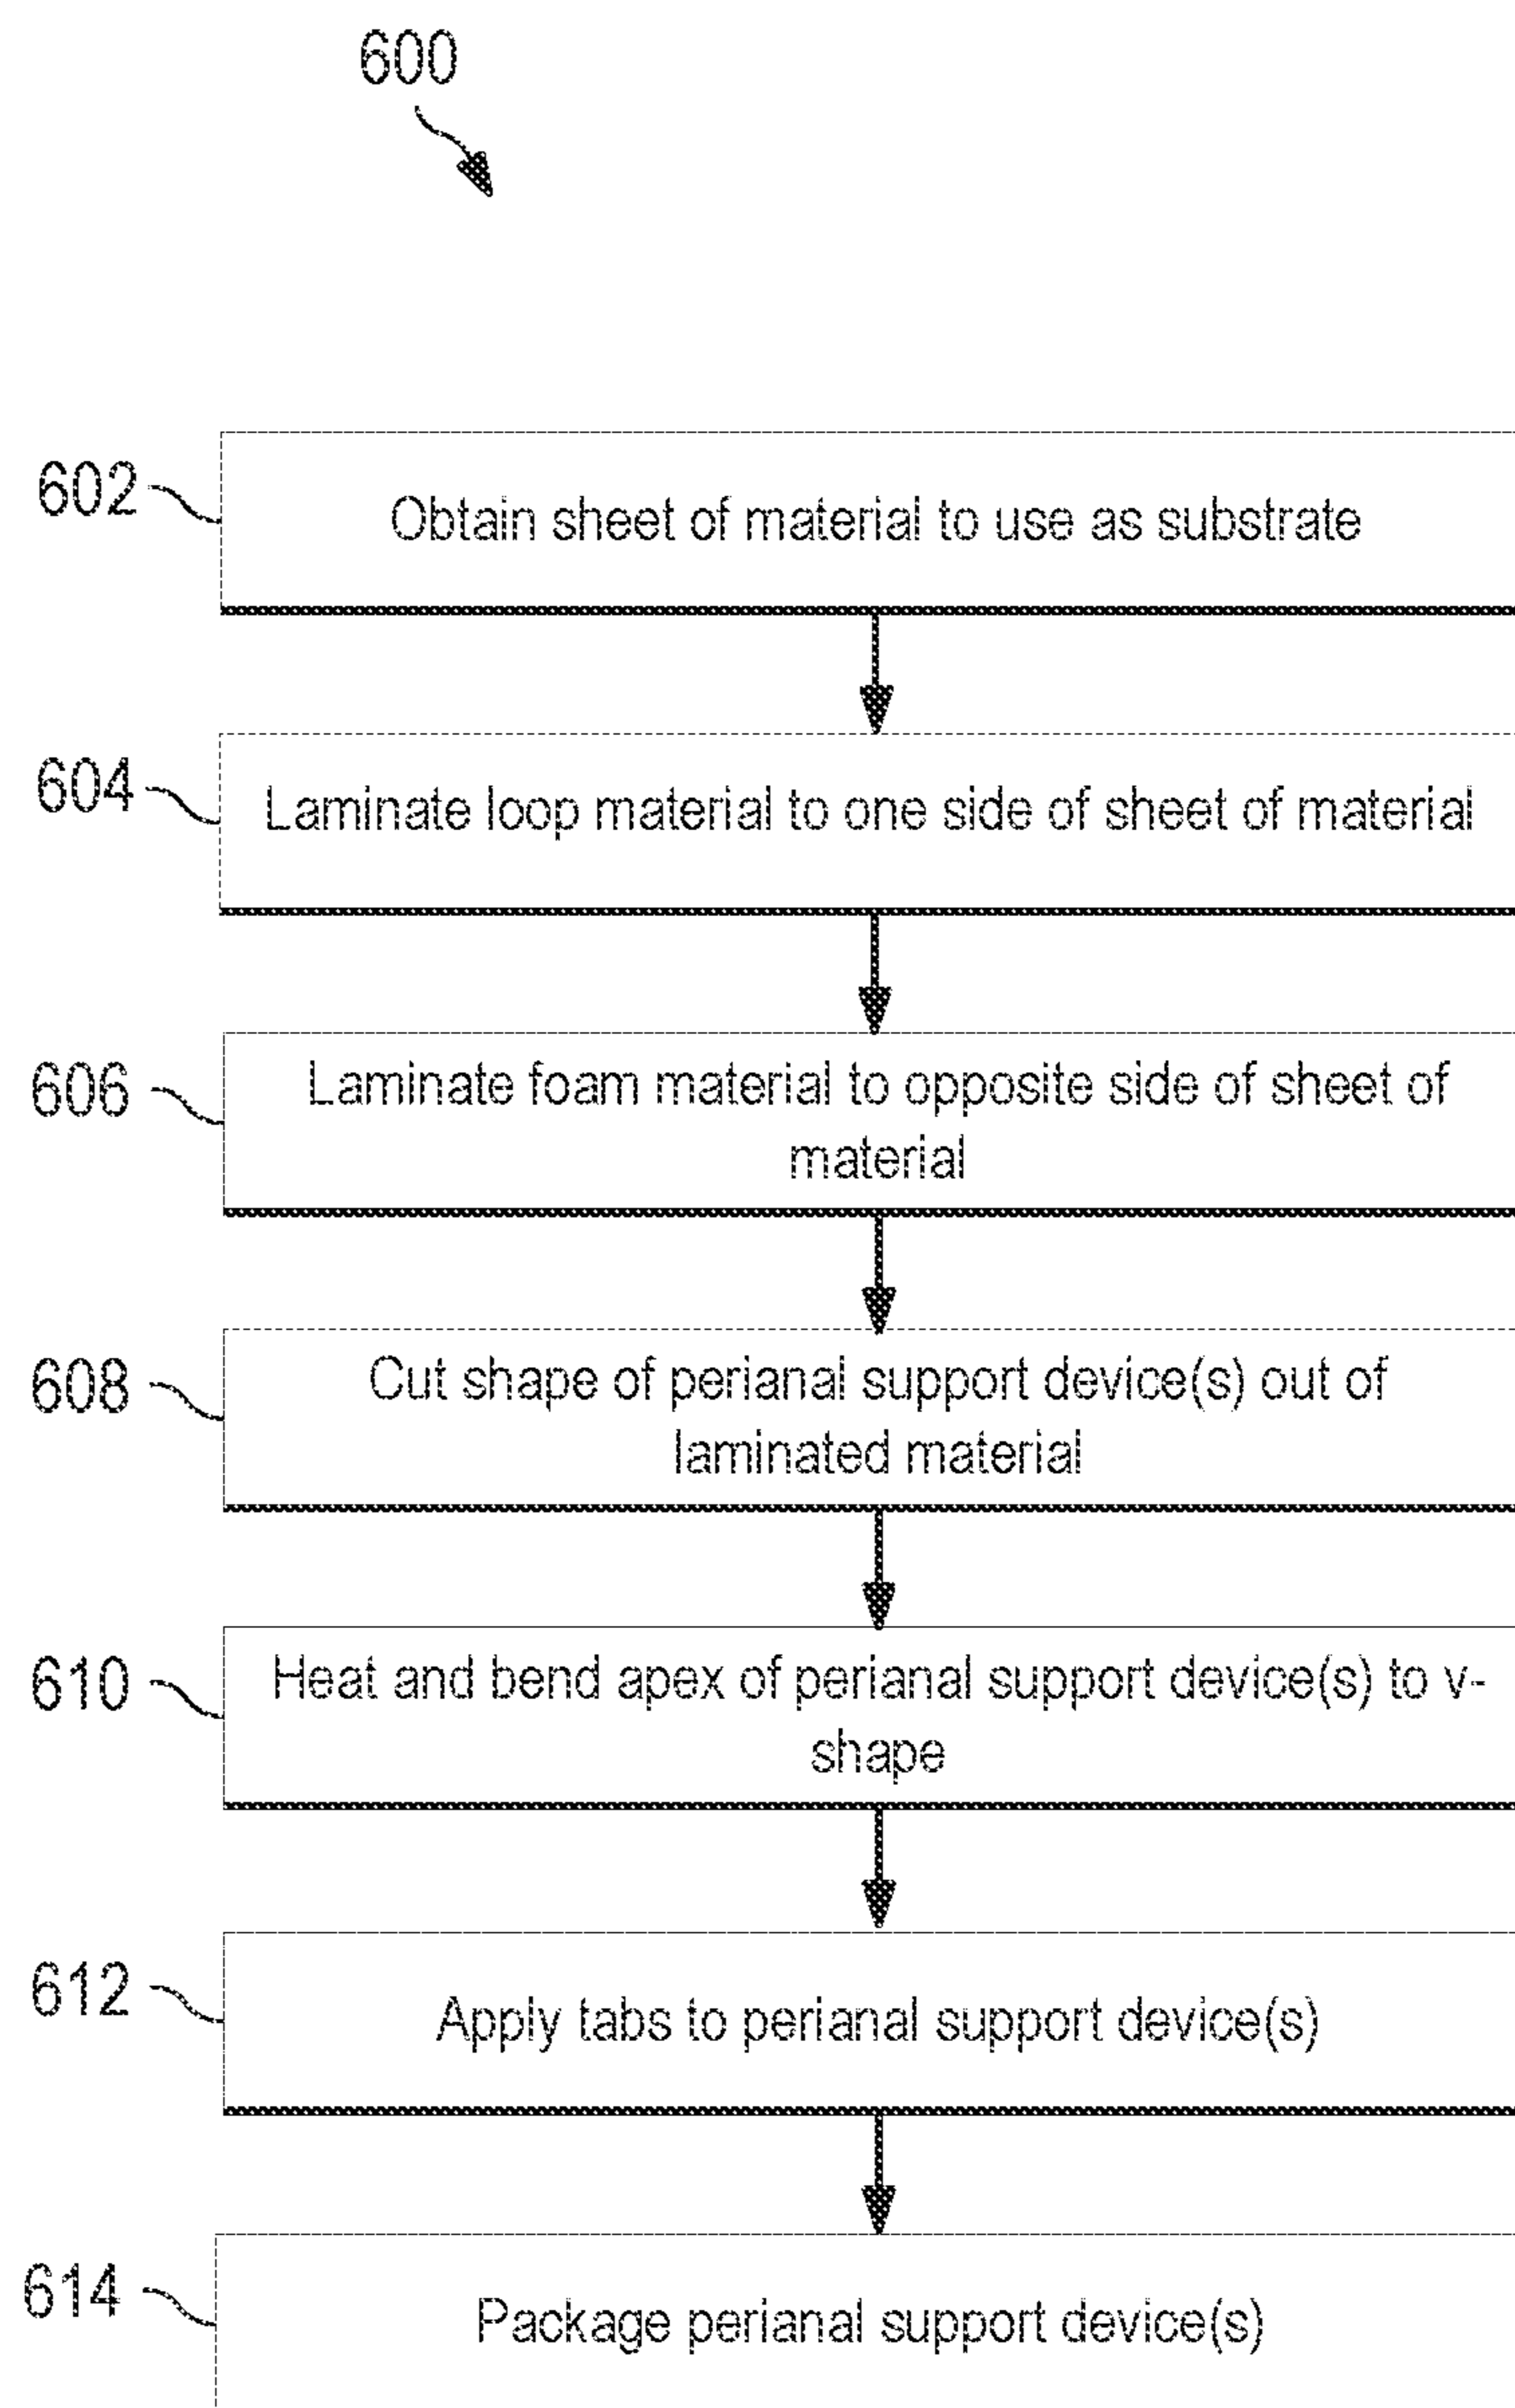 600
602
Obtain sheet of material to use as substrate
604
Laminate loop material to one side of sheet of material
606
Laminate foam material to opposite side of sheet of
material
608
Cut shape of perianal support device(s) out of
laminated material
610
Heat and bend apex of perianal support device(s) to v-
shape
612
Apply tabs to perianal support device(s)
614
Package perianal support device(s)